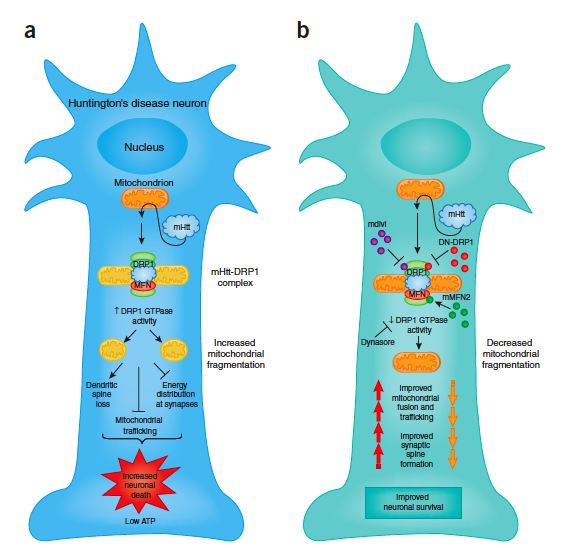 a
Huntington's disease neuron
Nucleus
Mitochondrion
mHtt
DRP1
MFN
mHtt-DRP1
complex
↑ DRP1 GTPase
activity
Increased
mitochondrial
fragmentation
Dendritic
spine
loss
Energy
distribution
at synapses
Mitochondrial
trafficking
Increased
neuronal
death
Low ATP
b
mHtt
mdivi
DN-DRP1
DRP1
MFN
mMFN2
↓ DRP1 GTPase
activity
Dynasore
Decreased
mitochondrial
fragmentation
Improved
mitochondrial
fusion and
trafficking
Improved
synaptic
spine
formation
Improved
neuronal survival